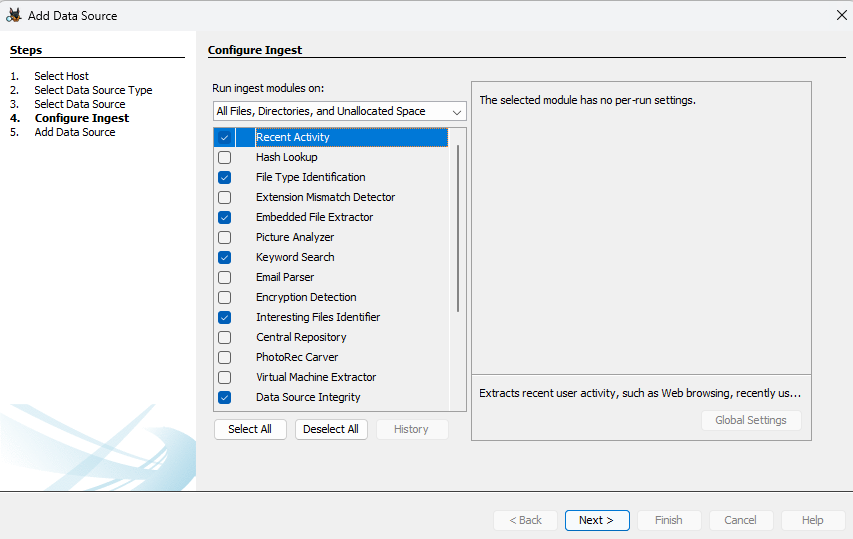 Add Data Source
Steps
1. Select Host
2. Select Data Source Type
3. Select Data Source
4. Configure Ingest
5. Add Data Source
Configure Ingest
Run ingest modules on:
All Files, Directories, and Unallocated Space
Recent Activity
Hash Lookup
File Type Identification
Extension Mismatch Detector
Embedded File Extractor
Picture Analyzer
Keyword Search
Email Parser
Encryption Detection
Interesting Files Identifier
Central Repository
PhotoRec Carver
Virtual Machine Extractor
Data Source Integrity
Select All
Deselect All
History
The selected module has no per-run settings.
Extracts recent user activity, such as Web browsing, recently us...
Global Settings
< Back
Next >
Finish
Cancel
Help